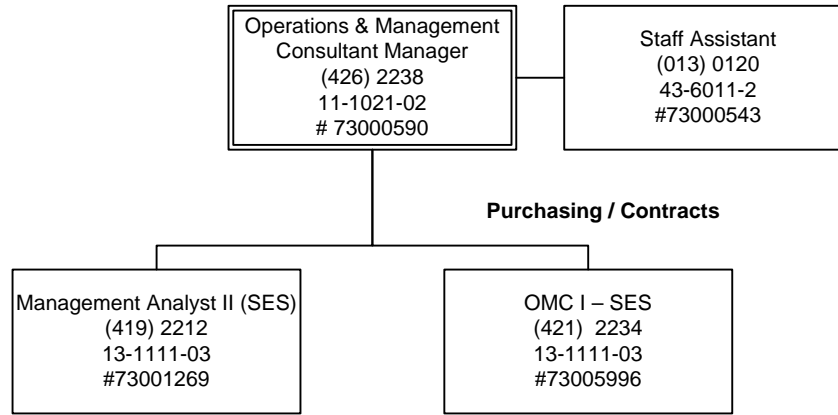 Operations & Management
Consultant Manager
(426) 2238
11-1021-02
# 73000590
Staff Assistant
(013) 0120
43-6011-2
#73000543
Purchasing / Contracts
Management Analyst II (SES)
(419) 2212
13-1111-03
#73001269
OMC I – SES
(421)  2234
13-1111-03
#73005996